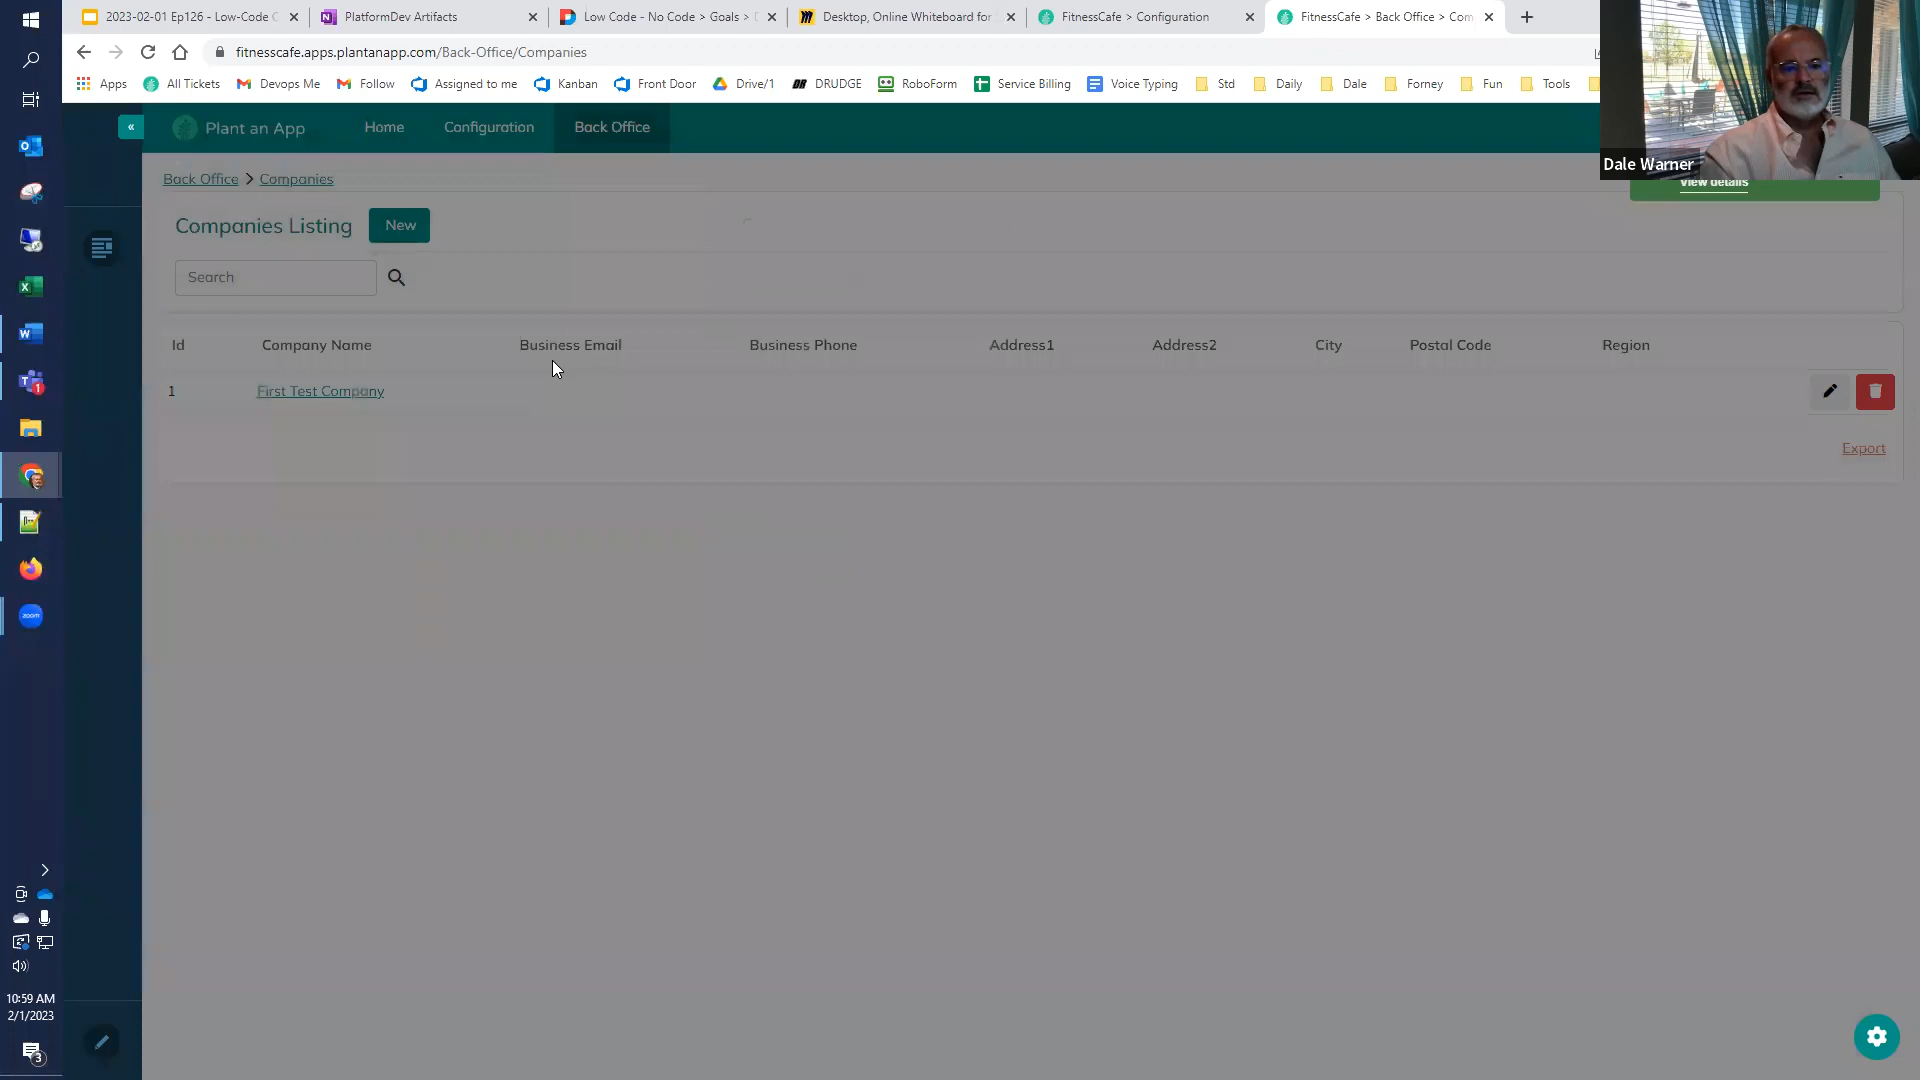 2023-02-01 Ep126 - Low-Code C
PlatformDev Artifacts
Low Code - No Code > Goals >
Desktop, Online Whiteboard for
FitnessCafe > Configuration
FitnessCafe > Back Office > Com
fitnesscafe.apps.plantanapp.com/Back-Office/Companies
Apps
All Tickets
Devops Me
Follow
Assigned to me
Kanban
Front Door
Drive/1
DRUDGE
RoboForm
Service Billing
Voice Typing
Std
Daily
Dale
Forney
Fun
Tools
Plant an App
Home
Configuration
Back Office
Dale Warner
View details
Back Office > Companies
Companies Listing
New
Search
Id
Company Name
Business Email
Business Phone
Address1
Address2
City
Postal Code
Region
1
First Test Company
Export
zoom
10:59 AM
2/1/2023
3